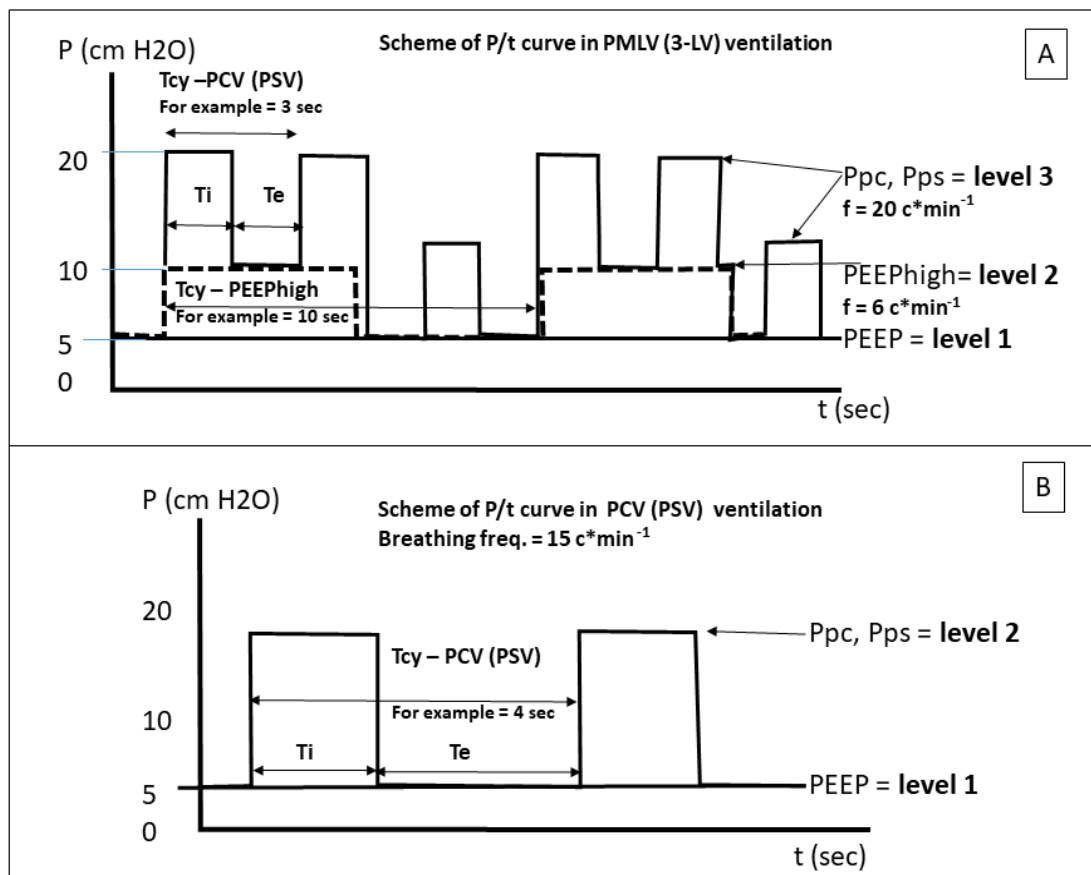 P (cm H2O)
Scheme of P/t curve in PMLV (3-LV) ventilation
A
Tcy –PCV (PSV)
For example = 3 sec
20
Ti
Te
Ppc, Pps = level 3
f = 20 c*min-1
10
Tcy – PEEPhigh
For example = 10 sec
PEEPhigh= level 2
f = 6 c*min-1
5
PEEP = level 1
0
t (sec)
P (cm H2O)
Scheme of P/t curve in PCV (PSV) ventilation
Breathing freq. = 15 c*min-1
B
20
Ppc, Pps = level 2
Tcy – PCV (PSV)
For example = 4 sec
10
Ti
Te
5
PEEP = level 1
0
t (sec)